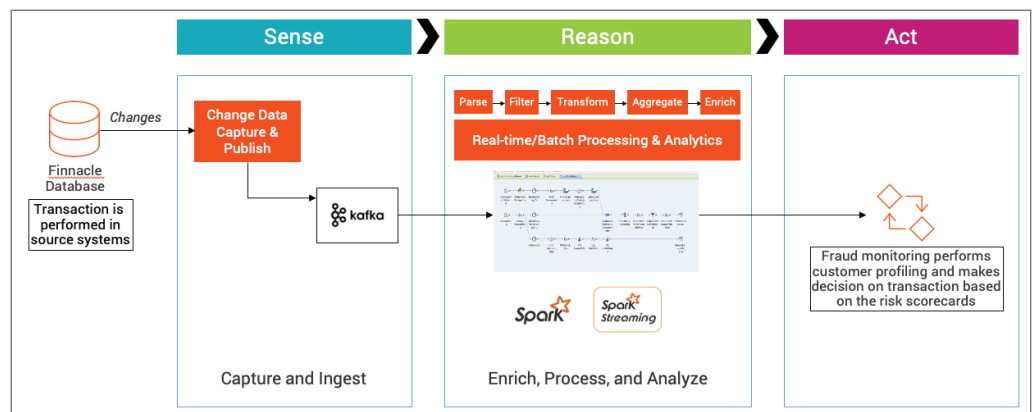 Sense
Reason
Act
Changes
Finnacle
Database
Transaction is
performed in
source systems
Change Data
Capture &
Publish
kafka
Capture and Ingest
Parse
Filter
Transform
Aggregate
Enrich
Real-time/Batch Processing & Analytics
Spark
Spark
Streaming
Enrich, Process, and Analyze
Fraud monitoring performs
customer profiling and makes
decision on transaction based
on the risk scorecards